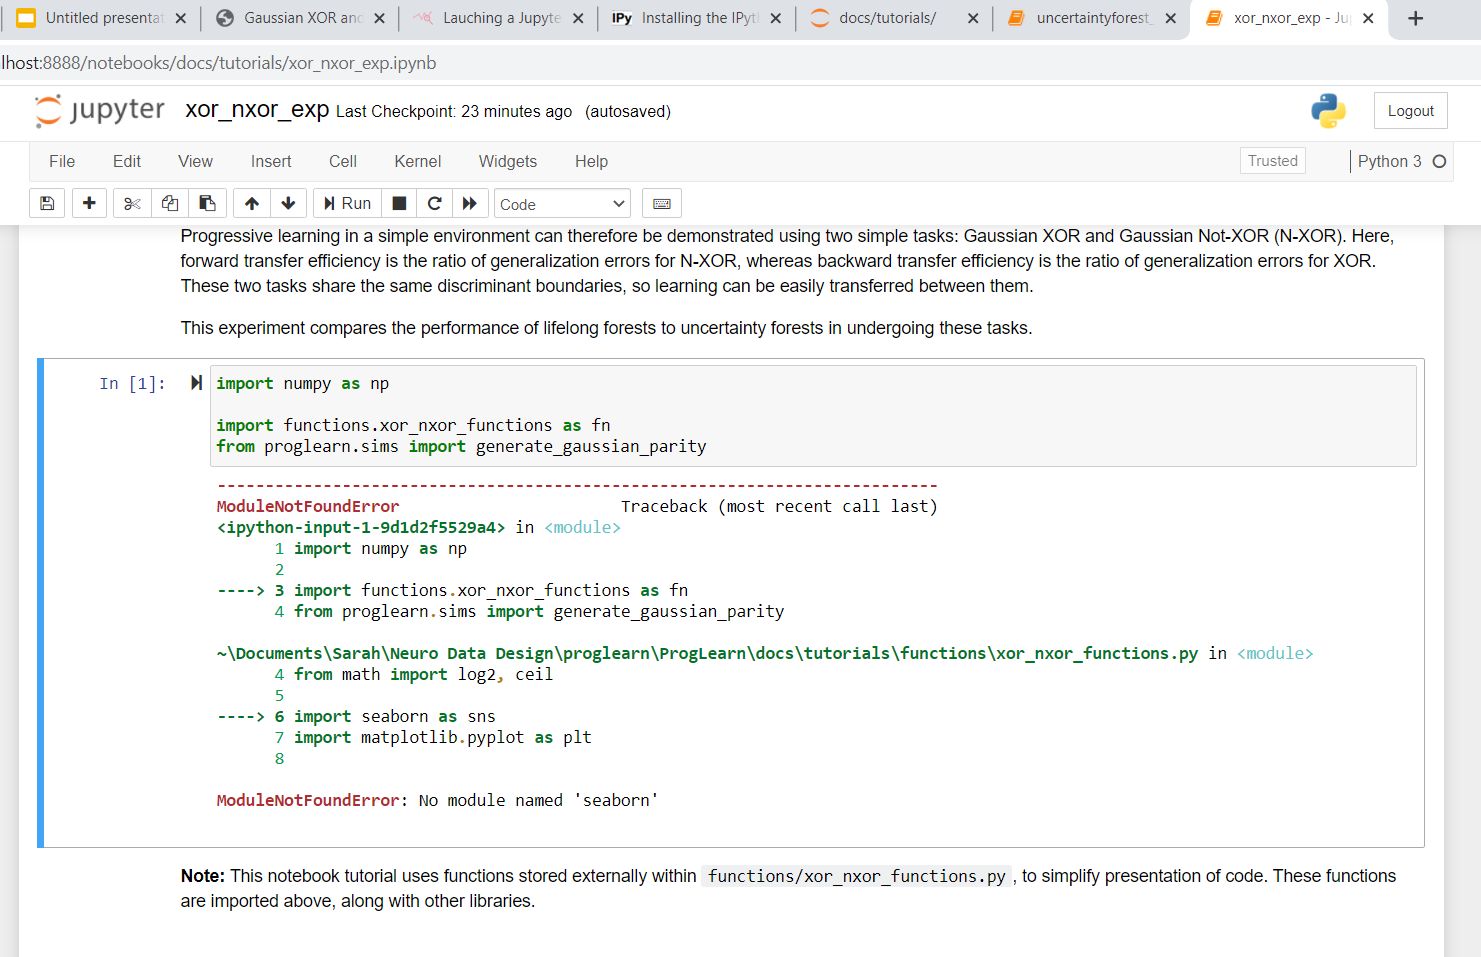 Untitled presentat
Gaussian XOR and
Lauching a Jupyte
IPy Installing the IPyt
docs/tutorials/
uncertaintyforest_
xor_nxor_exp - Ju
lhost:8888/notebooks/docs/tutorials/xor_nxor_exp.ipynb
jupyter xor_nxor_exp Last Checkpoint: 23 minutes ago (autosaved)
Logout
File Edit View Insert Cell Kernel Widgets Help
Trusted
Python 3
Run
Code
Progressive learning in a simple environment can therefore be demonstrated using two simple tasks: Gaussian XOR and Gaussian Not-XOR (N-XOR). Here,
forward transfer efficiency is the ratio of generalization errors for N-XOR, whereas backward transfer efficiency is the ratio of generalization errors for XOR.
These two tasks share the same discriminant boundaries, so learning can be easily transferred between them.
This experiment compares the performance of lifelong forests to uncertainty forests in undergoing these tasks.
In [1]:
import numpy as np
import functions.xor_nxor_functions as fn
from proglearn.sims import generate_gaussian_parity
---------------------------------------------------------------------------
ModuleNotFoundError Traceback (most recent call last)
<ipython-input-1-9d1d2f5529a4> in <module>
1 import numpy as np
2
----> 3 import functions.xor_nxor_functions as fn
4 from proglearn.sims import generate_gaussian_parity
~\Documents\Sarah\Neuro Data Design\proglearn\ProgLearn\docs\tutorials\functions\xor_nxor_functions.py in <module>
4 from math import log2, ceil
5
----> 6 import seaborn as sns
7 import matplotlib.pyplot as plt
8
ModuleNotFoundError: No module named 'seaborn'
Note: This notebook tutorial uses functions stored externally within functions/xor_nxor_functions.py , to simplify presentation of code. These functions
are imported above, along with other libraries.